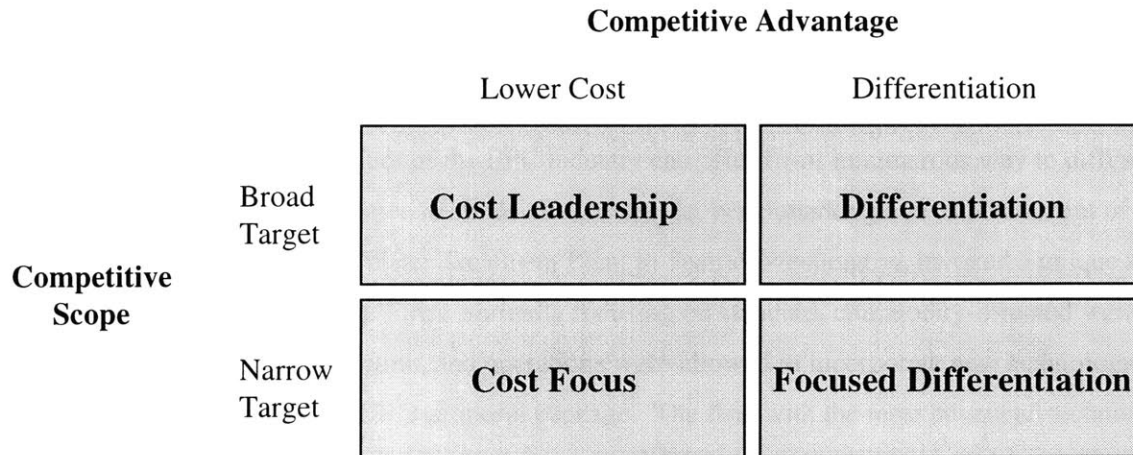 Competitive Advantage
Lower Cost Differentiation
Broad
Target
Cost Leadership Differentiation
Competitive
Scope
Narrow
Target
Cost Focus Focused Differentiation